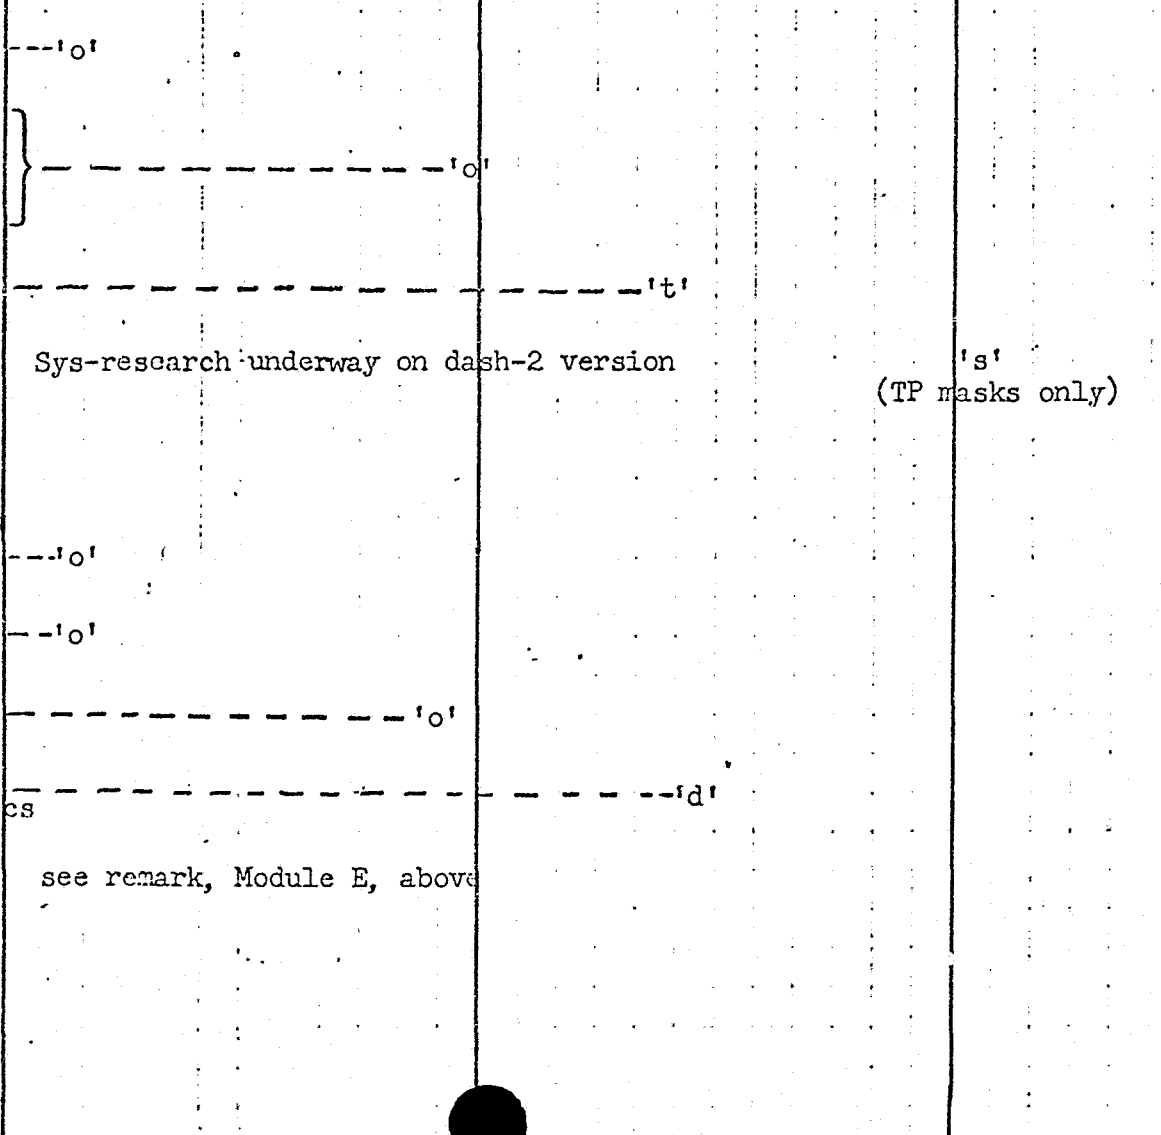 ---'o'
} — — — — — — — — — — —'o'
— — — — — — — — — — — — — —'t'
Sys-research underway on dash-2 version
's'
(TP masks only)
---'o'
--'o'
— — — — — — — — — — —'o'
— — — — — — — — — — — — — — — —'d'
cs
see remark, Module E, above